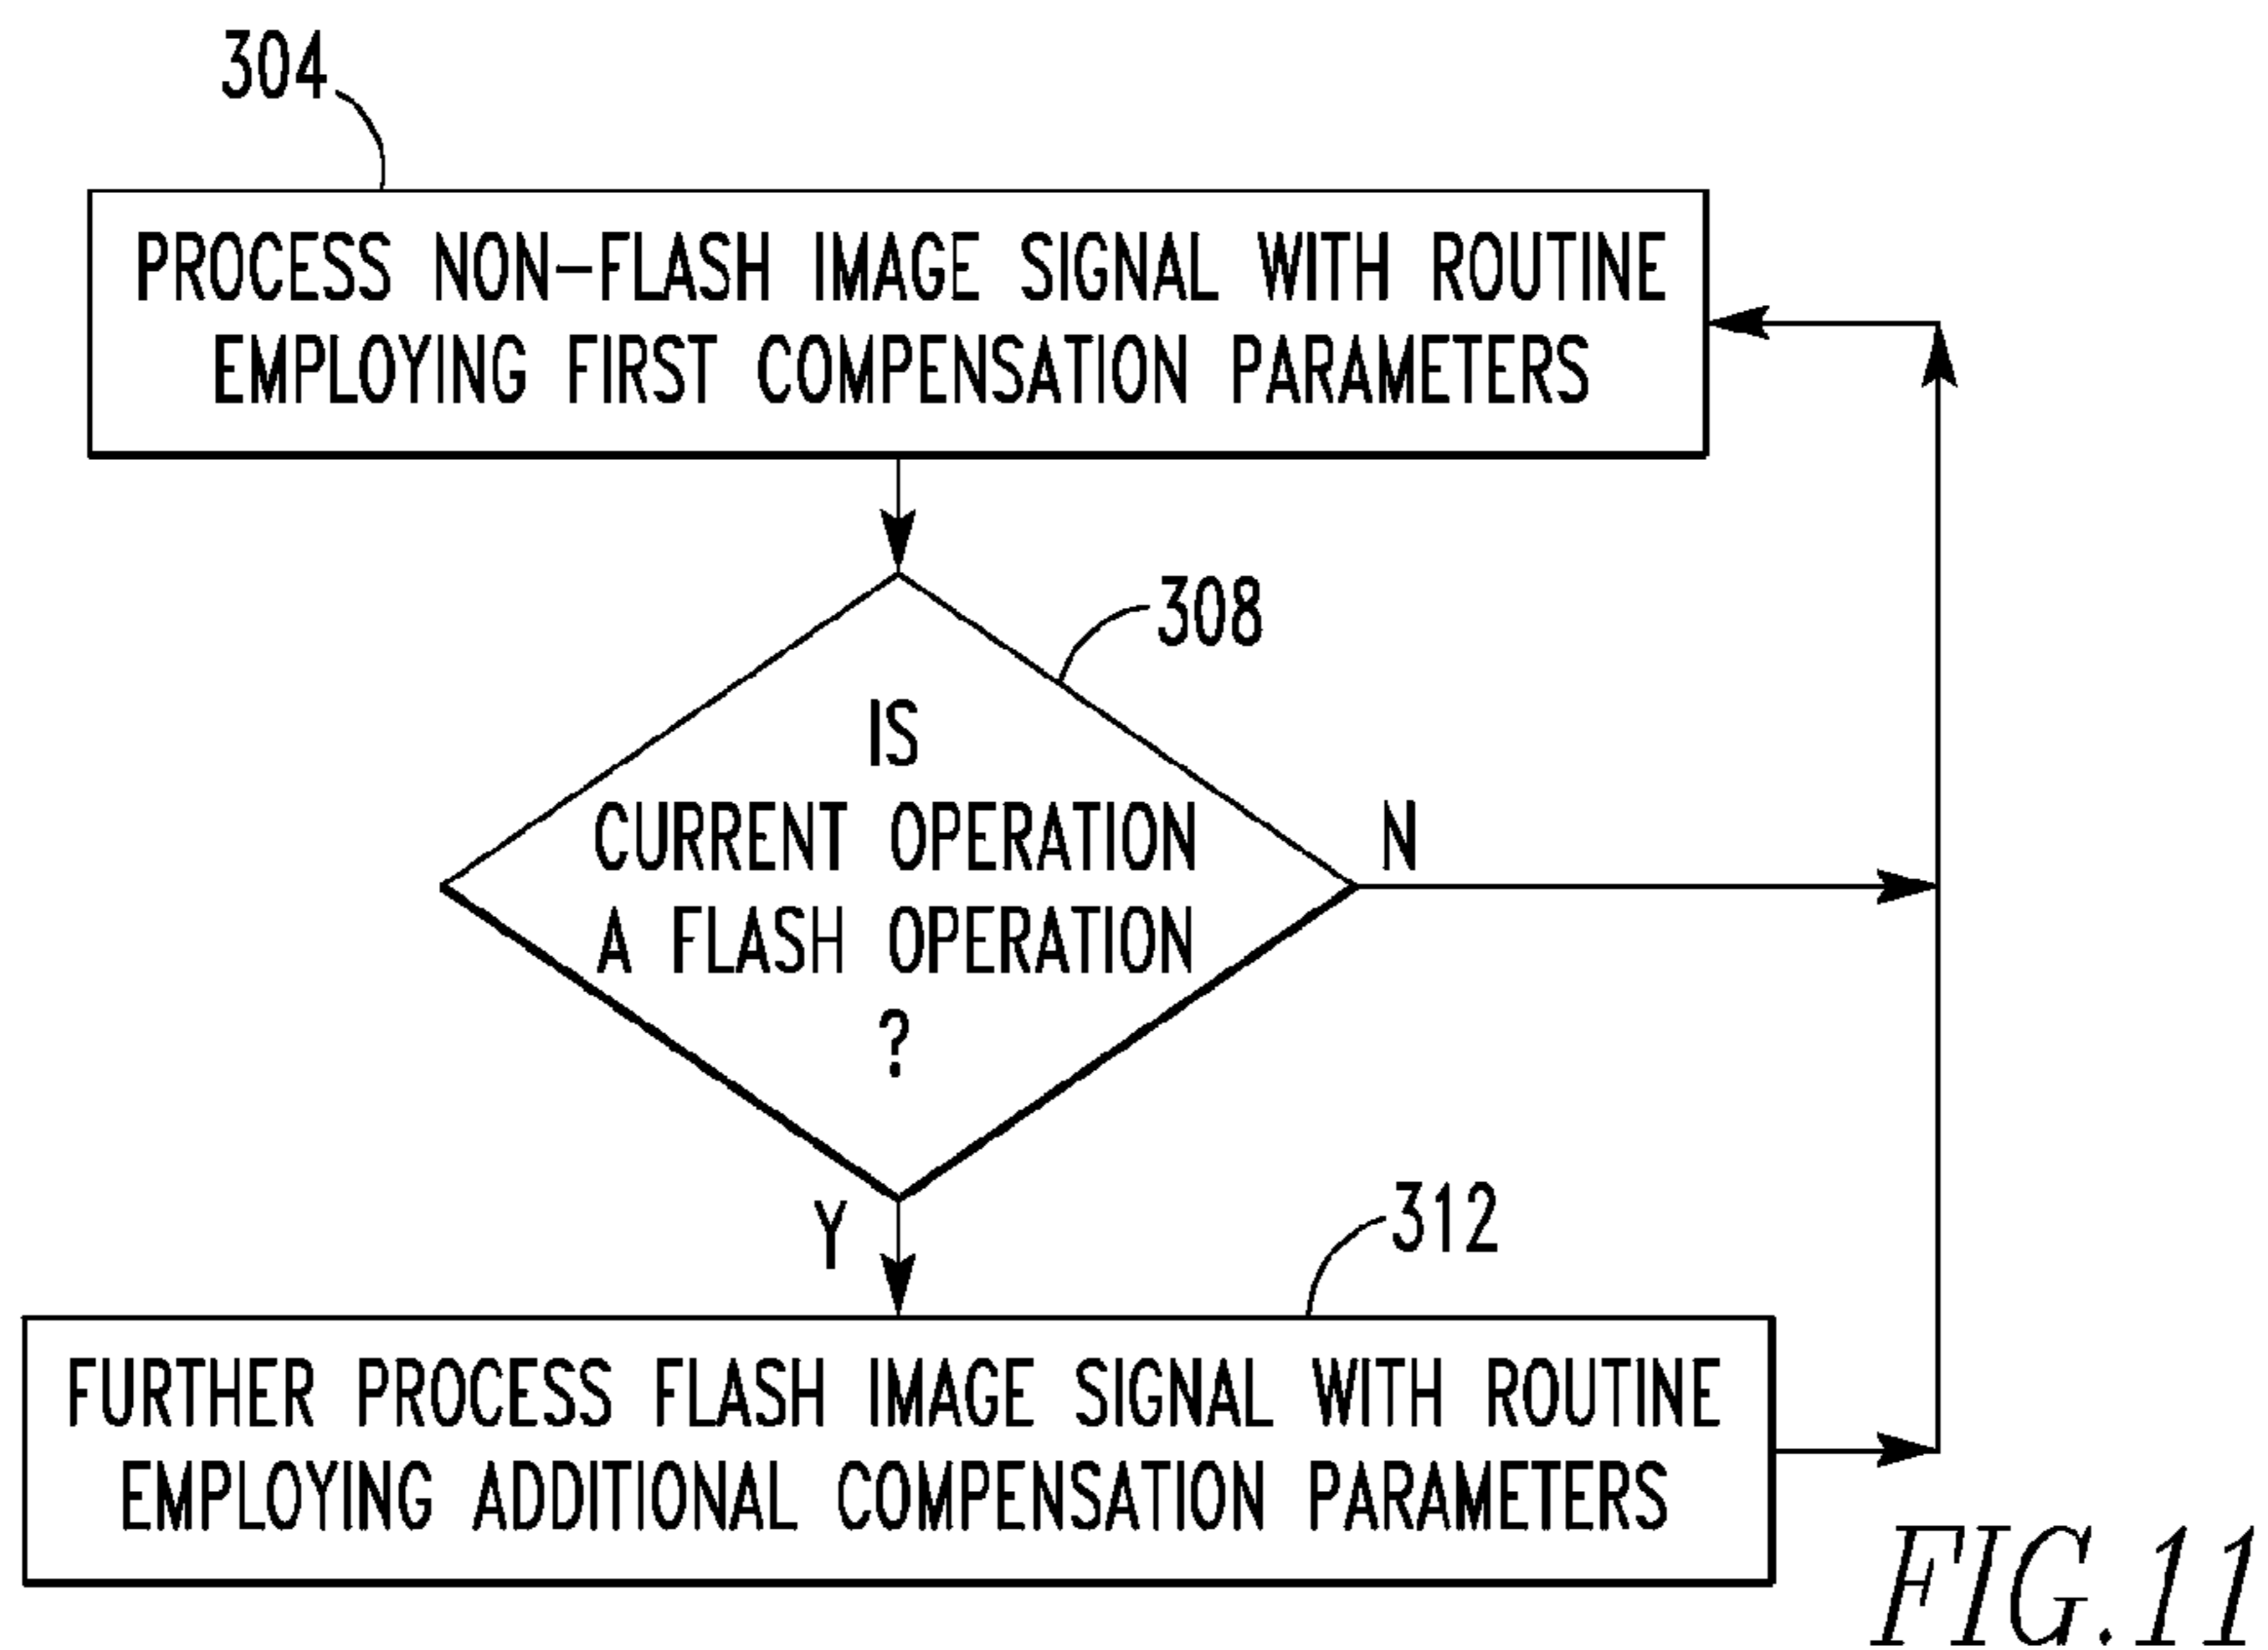 304
PROCESS NON-FLASH IMAGE SIGNAL WITH ROUTINE
EMPLOYING FIRST COMPENSATION PARAMETERS
308
IS
CURRENT OPERATION
A FLASH OPERATION
?
N
Y
312
FURTHER PROCESS FLASH IMAGE SIGNAL WITH ROUTINE
EMPLOYING ADDITIONAL COMPENSATION PARAMETERS
FIG.11